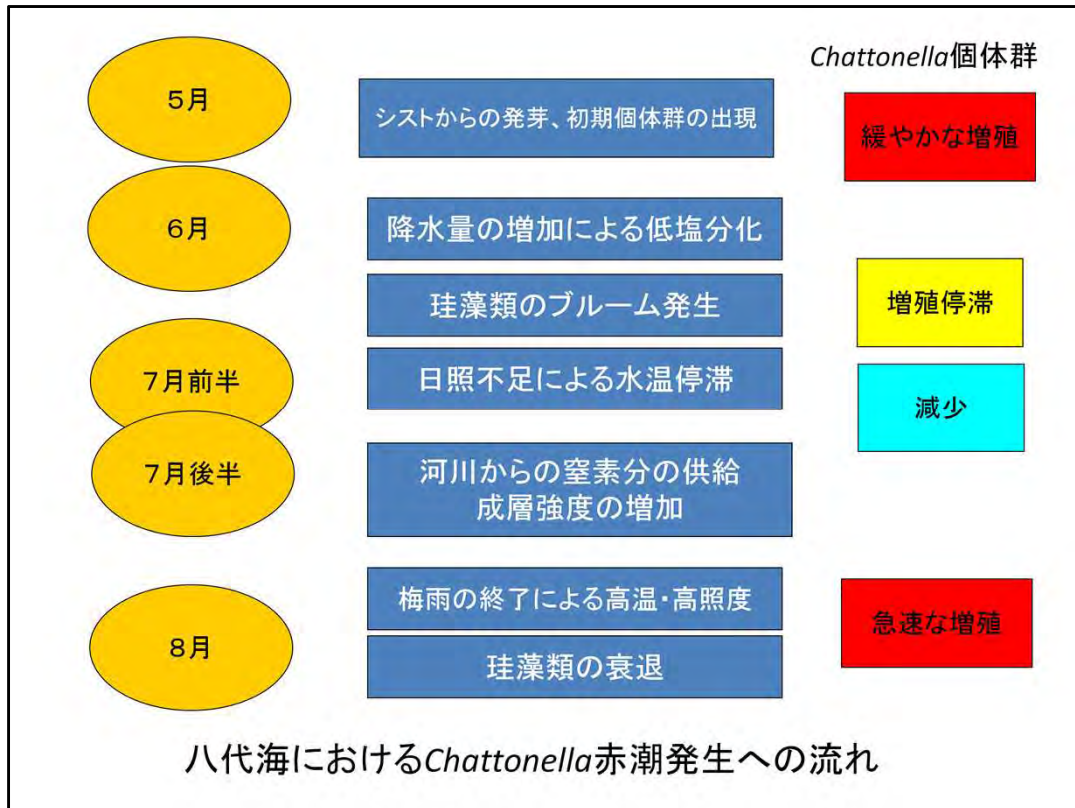 Chattonella個体群
5月
シストからの発芽、初期個体群の出現
緩やかな増殖
6月
降水量の増加による低塩分化
珪藻類のブルーム発生
増殖停滞
7月前半
日照不足による水温停滞
減少
7月後半
河川からの窒素分の供給
成層強度の増加
8月
梅雨の終了による高温・高照度
珪藻類の衰退
急速な増殖
八代海におけるChattonella赤潮発生への流れ